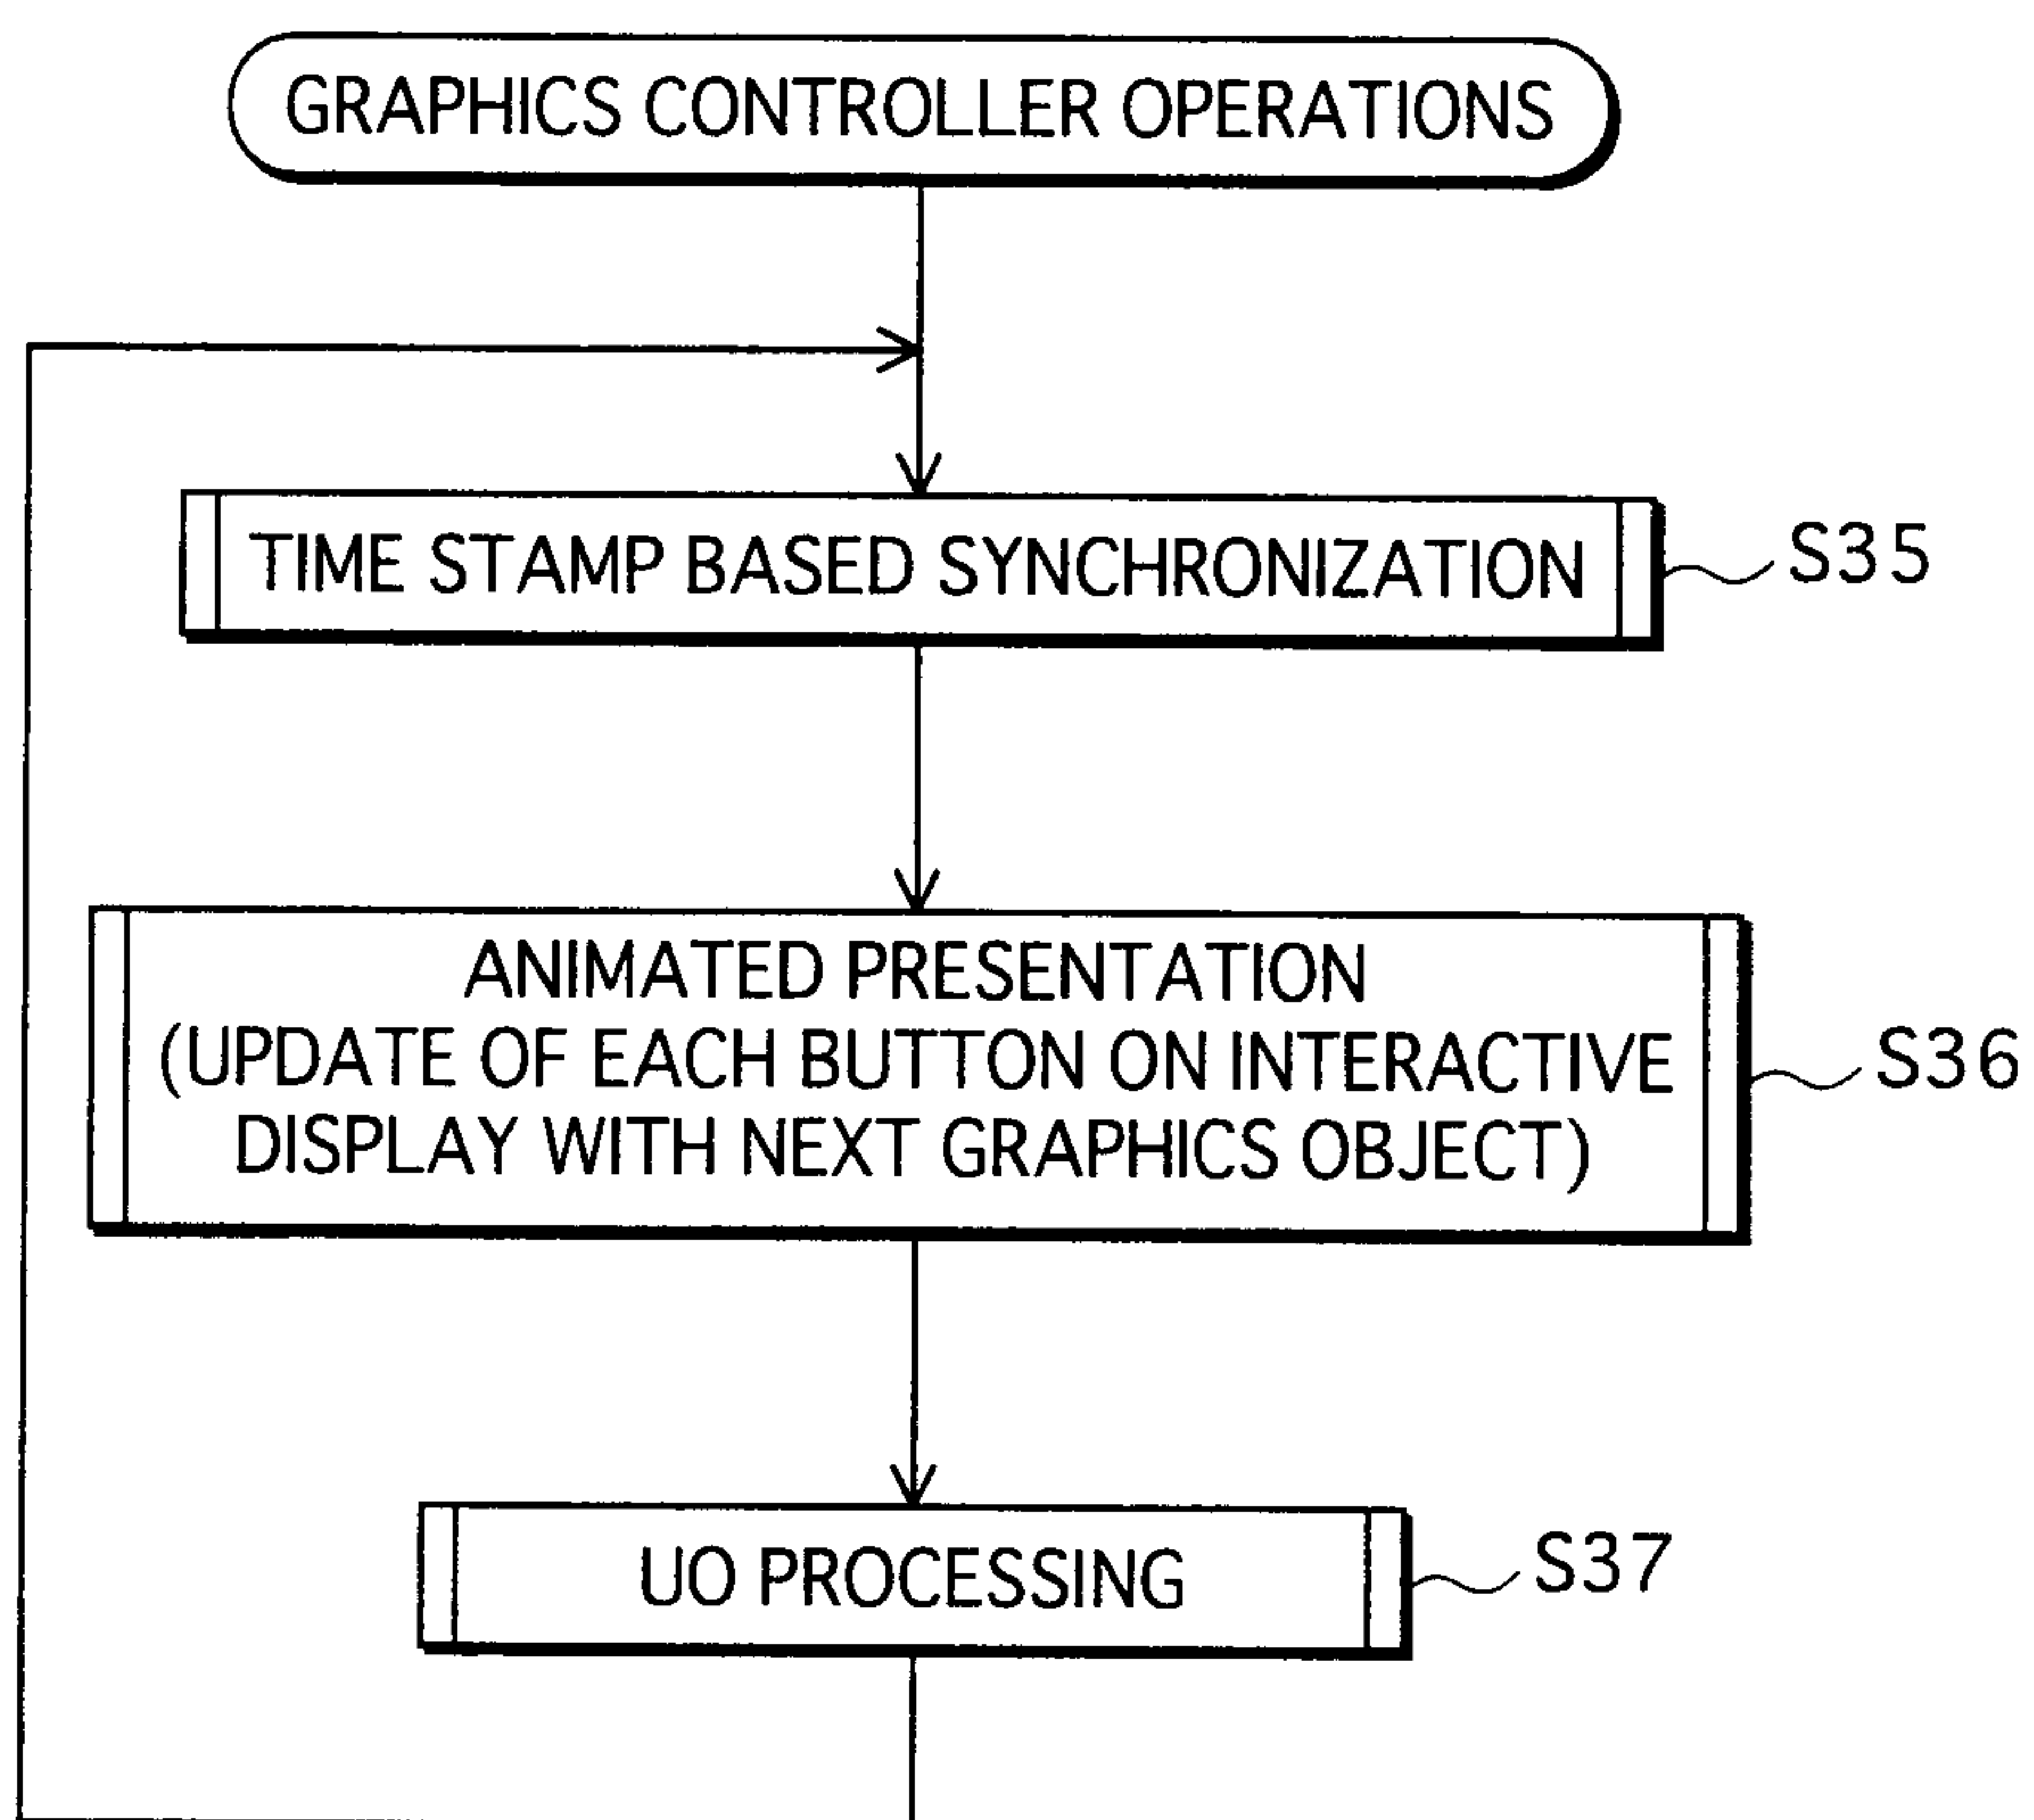 GRAPHICS CONTROLLER OPERATIONS
TIME STAMP BASED SYNCHRONIZATION
S35
ANIMATED PRESENTATION
(UPDATE OF EACH BUTTON ON INTERACTIVE
DISPLAY WITH NEXT GRAPHICS OBJECT)
S36
UO PROCESSING
S37